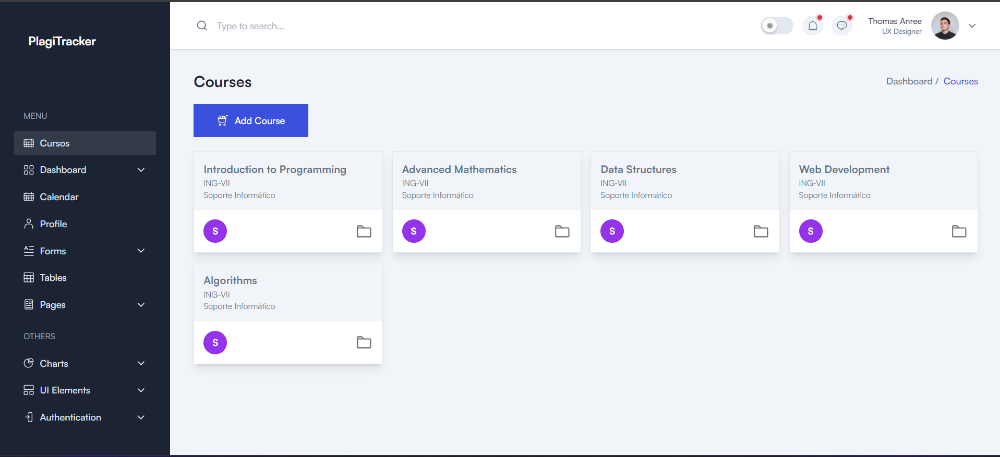 PlagiTracker
MENU
Cursos
Dashboard
Calendar
Profile
Forms
Tables
Pages
OTHERS
Charts
UI Elements
Authentication
Type to search...
Thomas Anree
UX Designer
Courses
Dashboard / Courses
Add Course
Introduction to Programming
ING-VII
Soporte Informático
S
Advanced Mathematics
ING-VII
Soporte Informático
S
Data Structures
ING-VII
Soporte Informático
S
Web Development
ING-VII
Soporte Informático
S
Algorithms
ING-VII
Soporte Informático
S